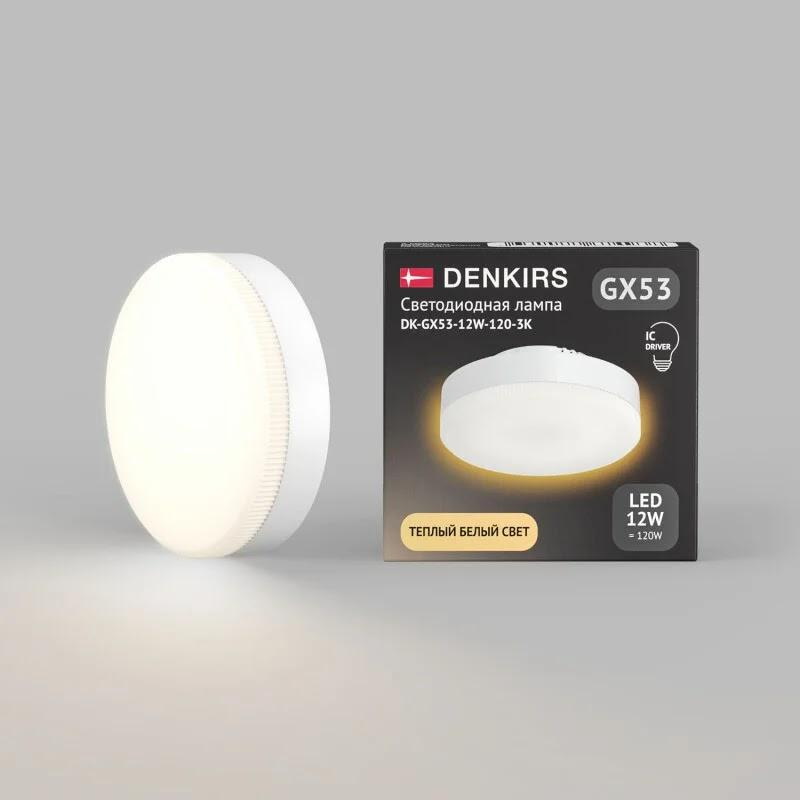 DENKIRS
GX53
Светодиодная лампа
DK-GX53-12W-120-3K
IC
DRIVER
LED
12W
= 120W
ТЕПЛЫЙ БЕЛЫЙ СВЕТ